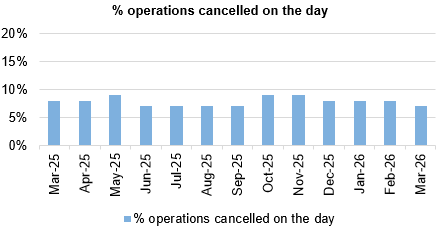 % operations cancelled on the day
20%
15%
10%
5%
0%
Mar-25
Apr-25
May-25
Jun-25
Jul-25
Aug-25
Sep-25
Oct-25
Nov-25
Dec-25
Jan-26
Feb-26
Mar-26
% operations cancelled on the day